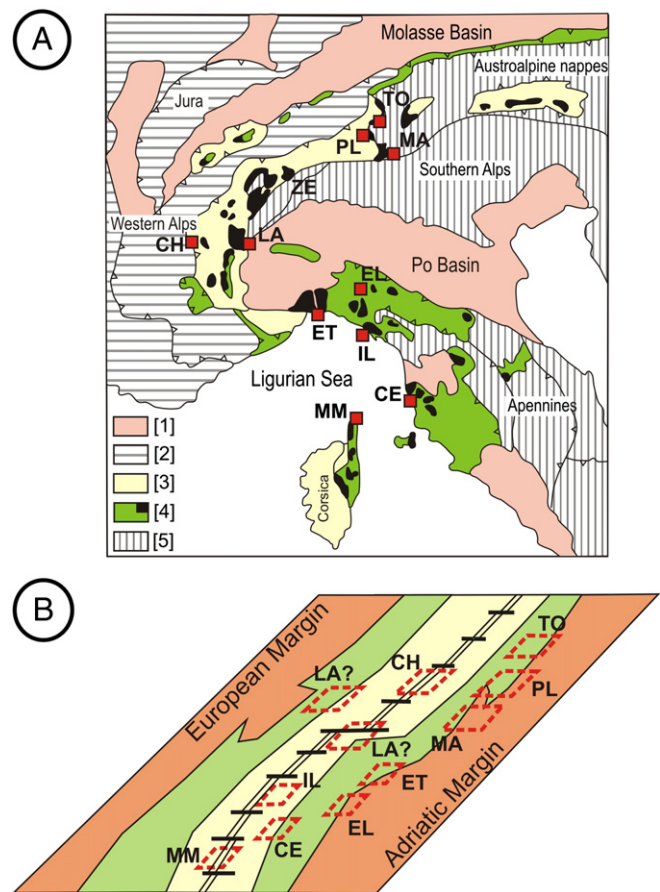 A
Molasse Basin
Austroalpine nappes
Jura
TO
PL
MA
ZE
Southern Alps
Western Alps
CH
LA
Po Basin
EL
ET
IL
Ligurian Sea
CE
MM
Apennines
Corsica
[1]
[2]
[3]
[4]
[5]
B
European Margin
TO
LA?
CH
PL
MA
LA?
IL
ET
EL
CE
MM
Adriatic Margin